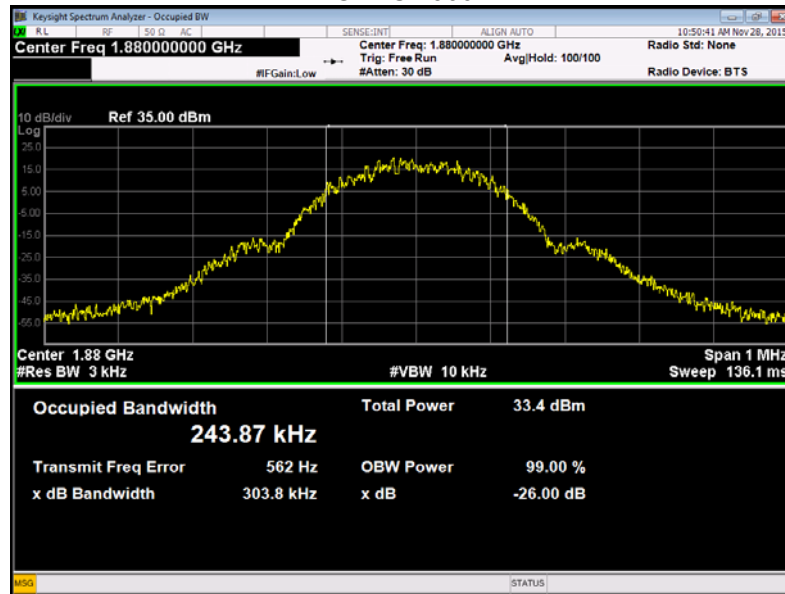 Keysight Spectrum Analyzer - Occupied BW
RL RF 50 Ω AC SENSE:INT ALIGN AUTO 10:50:41 AM Nov 28, 2015
Center Freq 1.880000000 GHz Center Freq: 1.880000000 GHz Radio Std: None
Trig: Free Run Avg|Hold: 100/100
#IFGain:Low #Atten: 30 dB Radio Device: BTS
10 dB/div Ref 35.00 dBm
Log
25.0
15.0
5.00
-5.00
-15.0
-25.0
-35.0
-45.0
-55.0
Center 1.88 GHz Span 1 MHz
#Res BW 3 kHz #VBW 10 kHz Sweep 136.1 ms
Occupied Bandwidth Total Power 33.4 dBm
243.87 kHz
Transmit Freq Error 562 Hz OBW Power 99.00 %
x dB Bandwidth 303.8 kHz x dB -26.00 dB
MSG STATUS